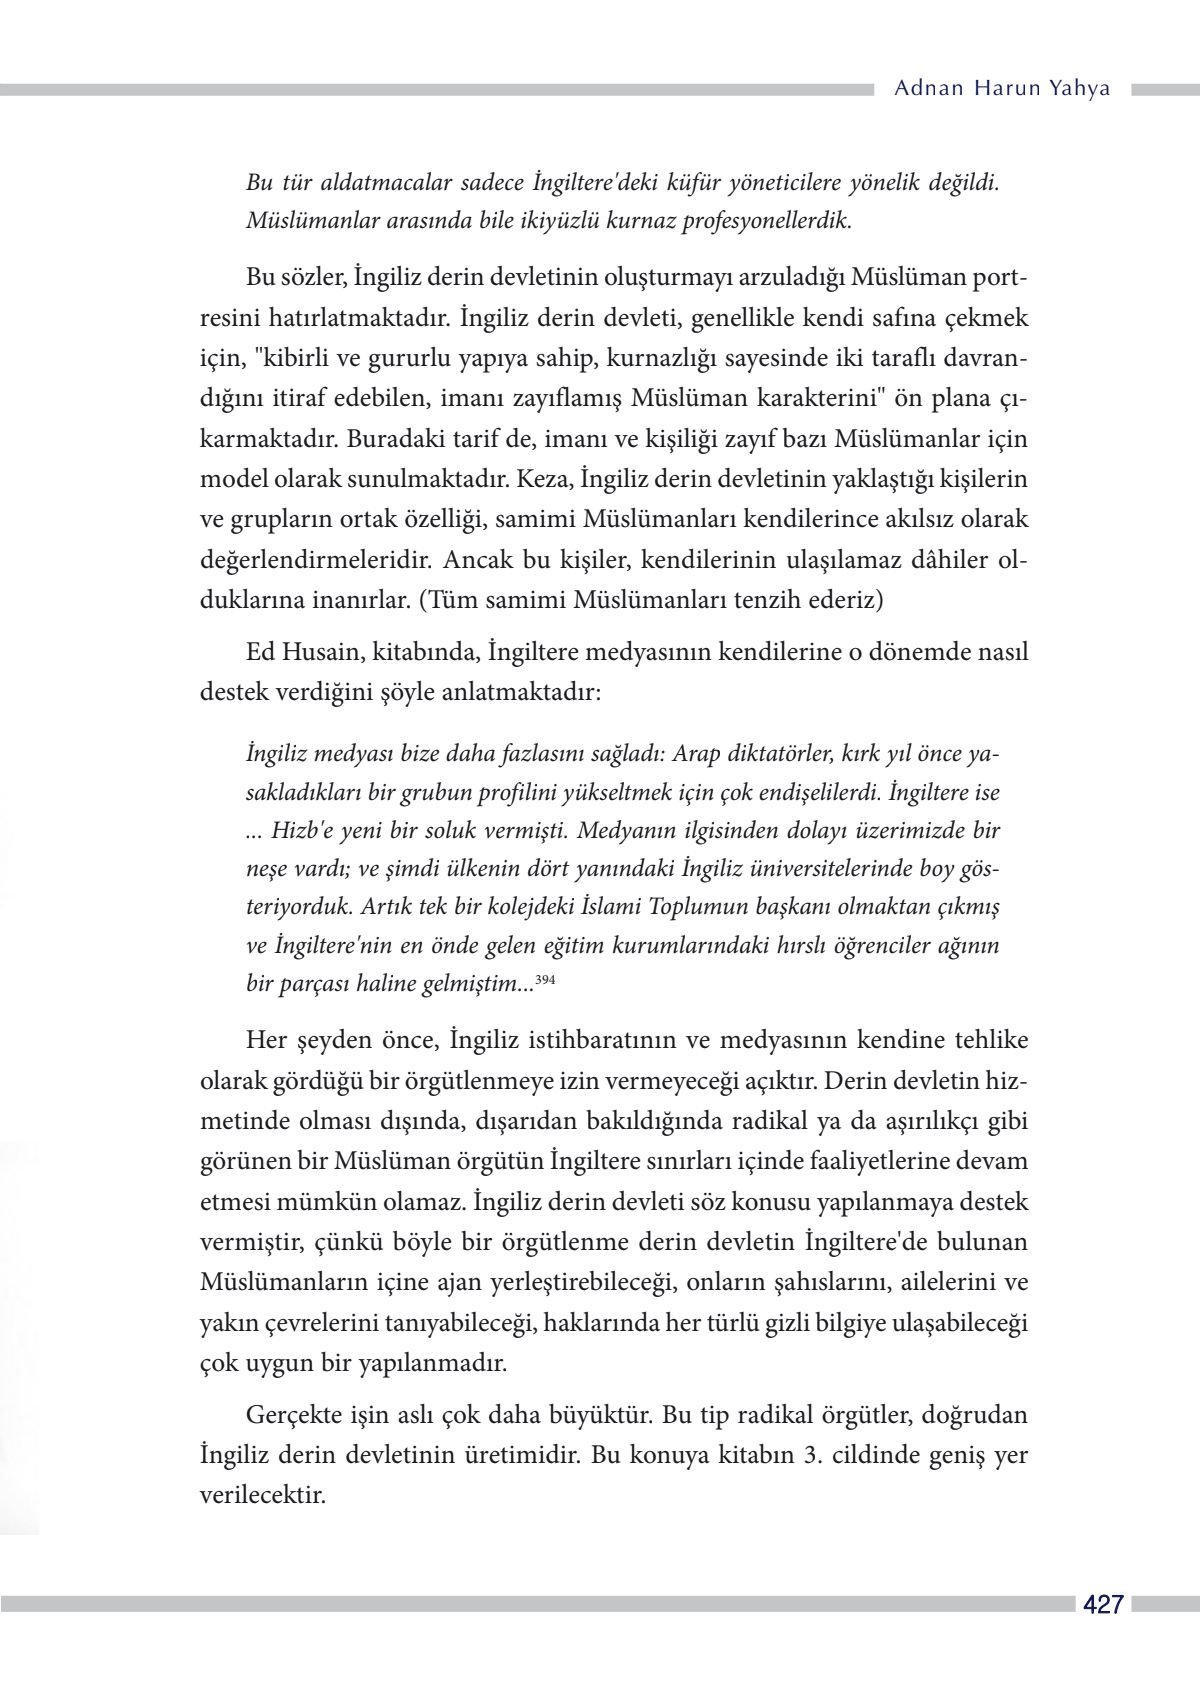 Adnan Harun Yahya
Bu tür aldatmacalar sadece İngiltere'deki küfür yöneticilere yönelik değildi.
Müslümanlar arasında bile ikiyüzlü kurnaz profesyonellerdik.
Bu sözler, İngiliz derin devletinin oluşturmayı arzuladığı Müslüman port-
resini hatırlatmaktadır. İngiliz derin devleti, genellikle kendi safına çekmek
için, "kibirli ve gururlu yapıya sahip, kurnazlığı sayesinde iki taraflı davran-
dığını itiraf edebilen, imanı zayıflamış Müslüman karakterini" ön plana çı-
karmaktadır. Buradaki tarif de, imanı ve kişiliği zayıf bazı Müslümanlar için
model olarak sunulmaktadır. Keza, İngiliz derin devletinin yaklaştığı kişilerin
ve grupların ortak özelliği, samimi Müslümanları kendilerince akılsız olarak
değerlendirmeleridir. Ancak bu kişiler, kendilerinin ulaşılamaz dâhiler ol-
duklarına inanırlar. (Tüm samimi Müslümanları tenzih ederiz)
Ed Husain, kitabında, İngiltere medyasının kendilerine o dönemde nasıl
destek verdiğini şöyle anlatmaktadır:
İngiliz medyası bize daha fazlasını sağladı: Arap diktatörler, kırk yıl önce ya-
sakladıkları bir grubun profilini yükseltmek için çok endişelilerdi. İngiltere ise
... Hizb'e yeni bir soluk vermişti. Medyanın ilgisinden dolayı üzerimizde bir
neşe vardı; ve şimdi ülkenin dört yanındaki İngiliz üniversitelerinde boy gös-
teriyorduk. Artık tek bir kolejdeki İslami Toplumun başkanı olmaktan çıkmış
ve İngiltere'nin en önde gelen eğitim kurumlarındaki hırslı öğrenciler ağının
bir parçası haline gelmiştim...³⁹⁴
Her şeyden önce, İngiliz istihbaratının ve medyasının kendine tehlike
olarak gördüğü bir örgütlenmeye izin vermeyeceği açıktır. Derin devletin hiz-
metinde olması dışında, dışarıdan bakıldığında radikal ya da aşırılıkçı gibi
görünen bir Müslüman örgütün İngiltere sınırları içinde faaliyetlerine devam
etmesi mümkün olamaz. İngiliz derin devleti söz konusu yapılanmaya destek
vermiştir, çünkü böyle bir örgütlenme derin devletin İngiltere'de bulunan
Müslümanların içine ajan yerleştirebileceği, onların şahıslarını, ailelerini ve
yakın çevrelerini tanıyabileceği, haklarında her türlü gizli bilgiye ulaşabileceği
çok uygun bir yapılanmadır.
Gerçekte işin aslı çok daha büyüktür. Bu tip radikal örgütler, doğrudan
İngiliz derin devletinin üretimidir. Bu konuya kitabın 3. cildinde geniş yer
verilecektir.
427